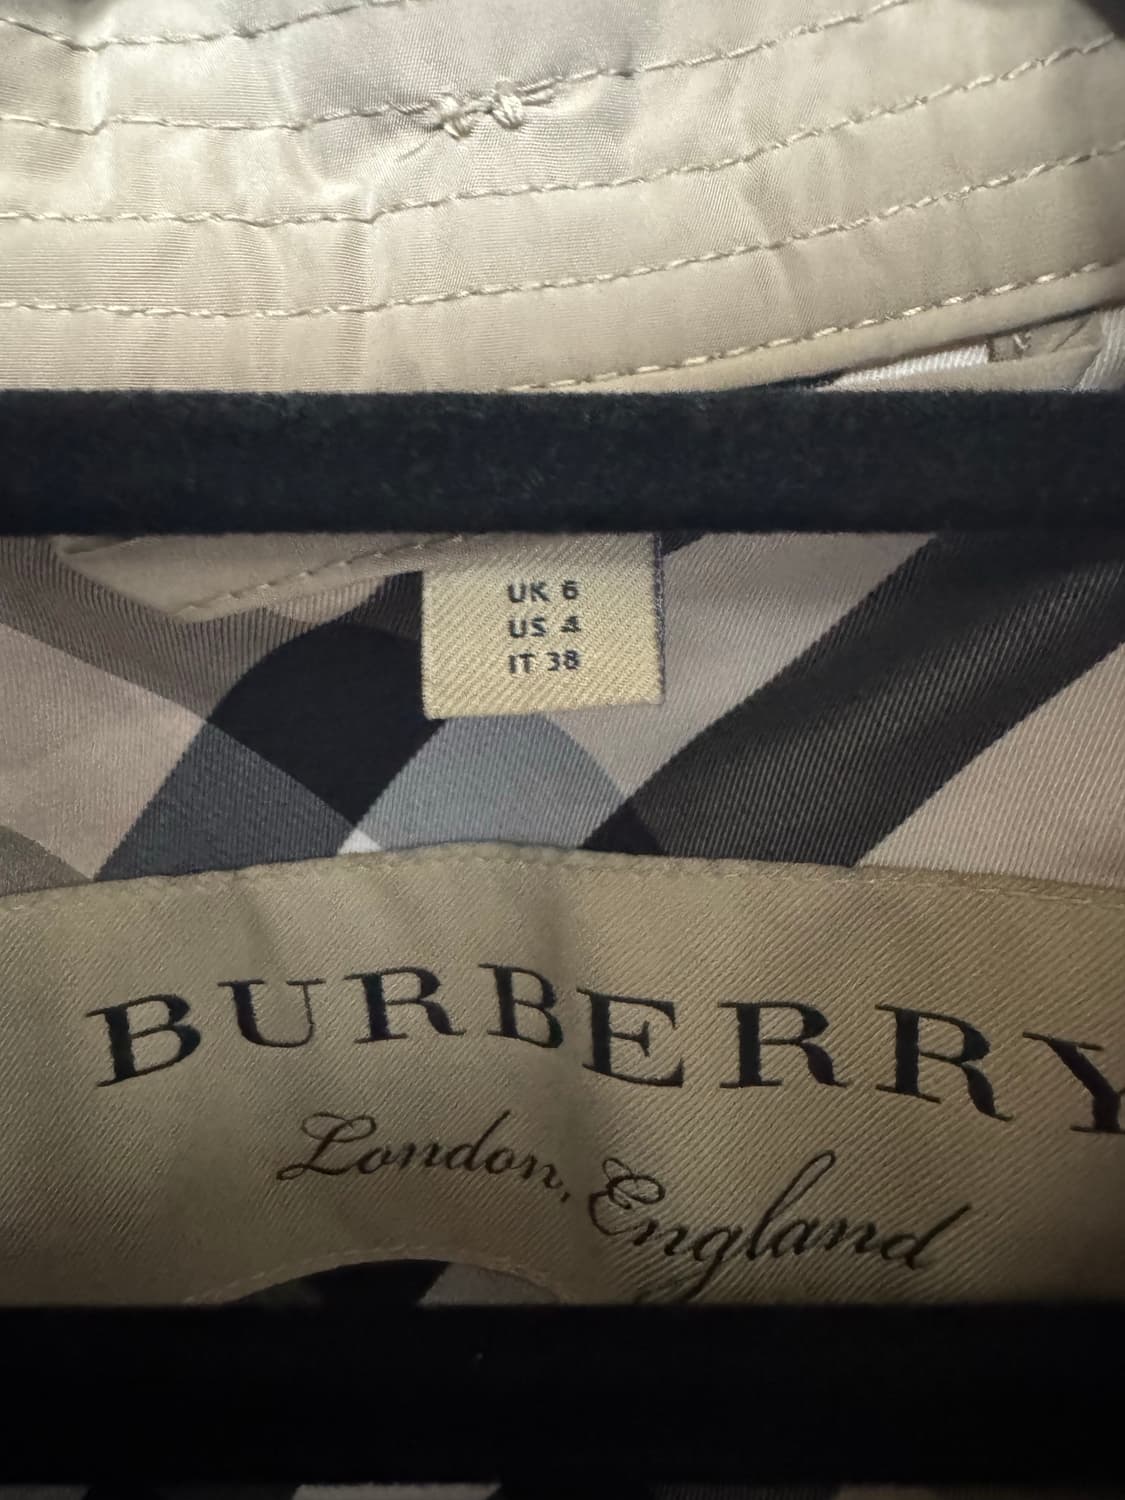 UK 6
US 4
IT 38
BURBERRY
London, England